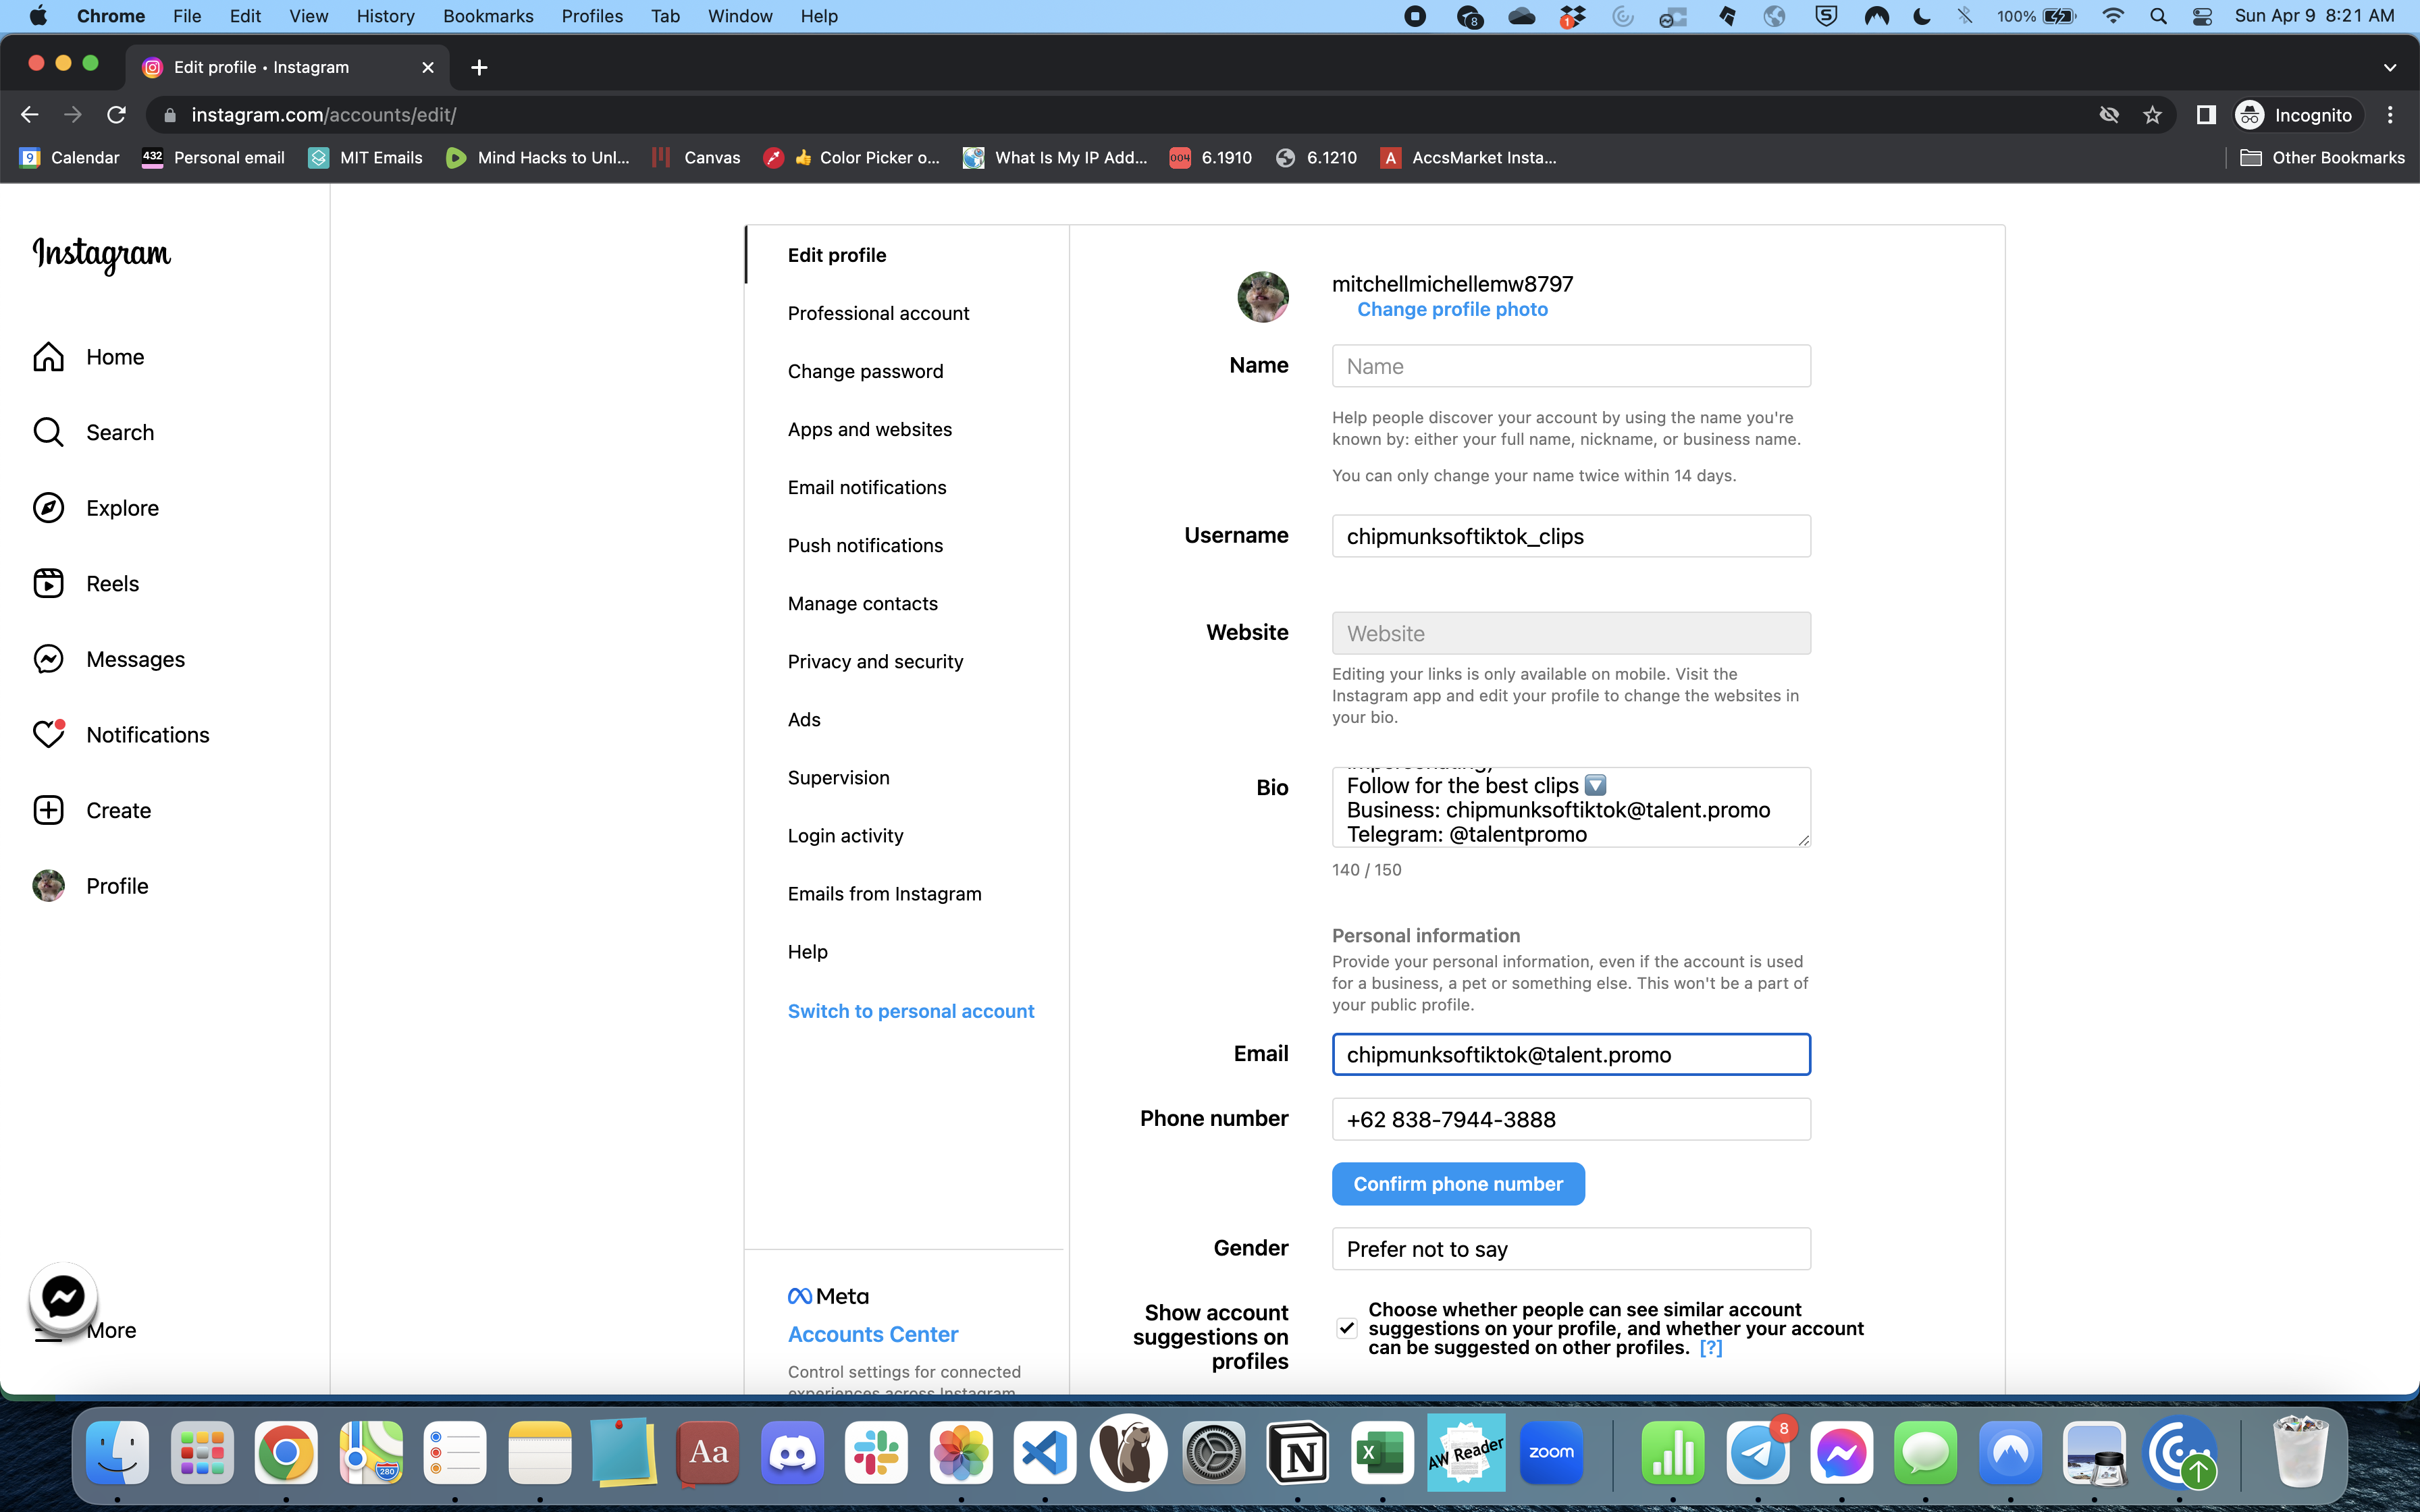 Chrome File Edit View History Bookmarks Profiles Tab Window Help
8 1 100% Sun Apr 9 8:21 AM
Edit profile • Instagram
instagram.com/accounts/edit/
Incognito
9 Calendar 432 Personal email MIT Emails Mind Hacks to Unl... Canvas 👍 Color Picker o... What Is My IP Add... 004 6.1910 6.1210 A AccsMarket Insta... Other Bookmarks
Instagram
Home
Search
Explore
Reels
Messages
Notifications
Create
Profile
More
Edit profile
Professional account
Change password
Apps and websites
Email notifications
Push notifications
Manage contacts
Privacy and security
Ads
Supervision
Login activity
Emails from Instagram
Help
Switch to personal account
Meta
Accounts Center
Control settings for connected
experiences across Instagram
mitchellmichellemw8797
Change profile photo
Name Name
Help people discover your account by using the name you're
known by: either your full name, nickname, or business name.
You can only change your name twice within 14 days.
Username chipmunksoftiktok_clips
Website Website
Editing your links is only available on mobile. Visit the
Instagram app and edit your profile to change the websites in
your bio.
Bio
Follow for the best clips 🔽
Business: chipmunksoftiktok@talent.promo
Telegram: @talentpromo
140 / 150
Personal information
Provide your personal information, even if the account is used
for a business, a pet or something else. This won't be a part of
your public profile.
Email chipmunksoftiktok@talent.promo
Phone number +62 838-7944-3888
Confirm phone number
Gender Prefer not to say
Show account
suggestions on
profiles
Choose whether people can see similar account
suggestions on your profile, and whether your account
can be suggested on other profiles. [?]
280 Aa N X AW Reader zoom 8